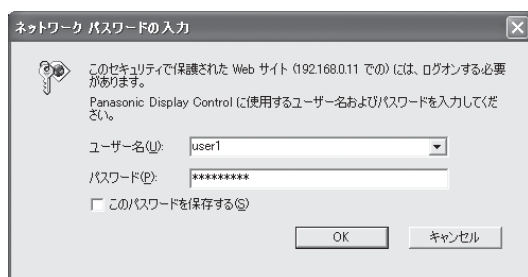 ネットワーク パスワードの入力
このセキュリティで保護された Web サイト (192.168.0.11 での) には、ログオンする必要
があります。
Panasonic Display Control に使用するユーザー名およびパスワードを入力してくだ
さい。
ユーザー名(U): user1
パスワード(P): *********
このパスワードを保存する(S)
OK キャンセル